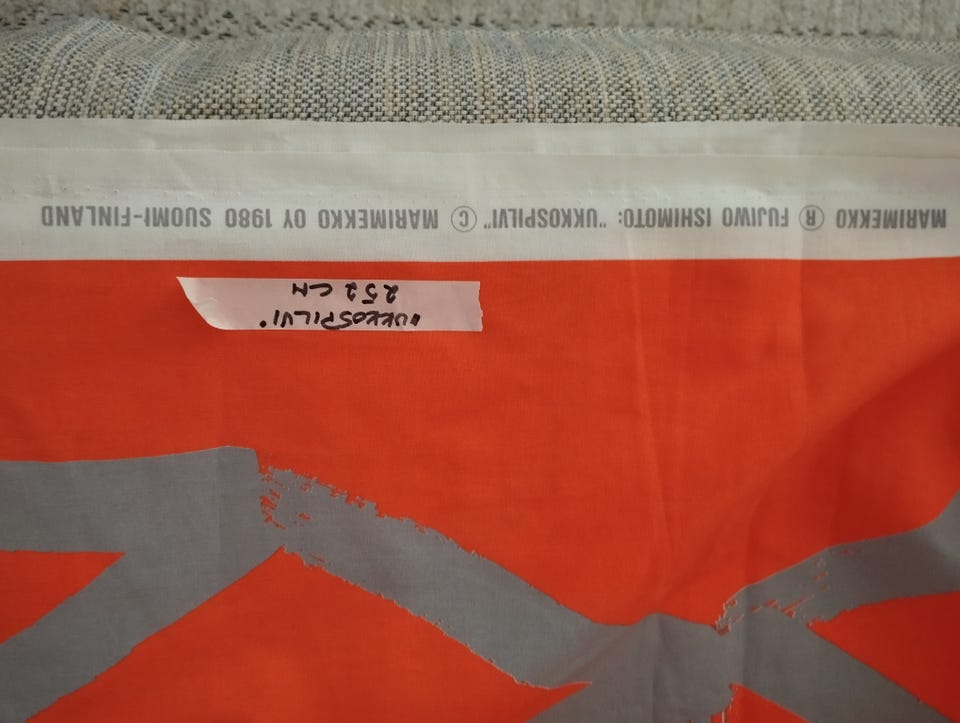 MARIMEKKO ® FUJIWO ISHIMOTO: "UKKOSPILVI" © MARIMEKKO OY 1980 SUOMI-FINLAND
"UKKOSPILVI"
252 CM